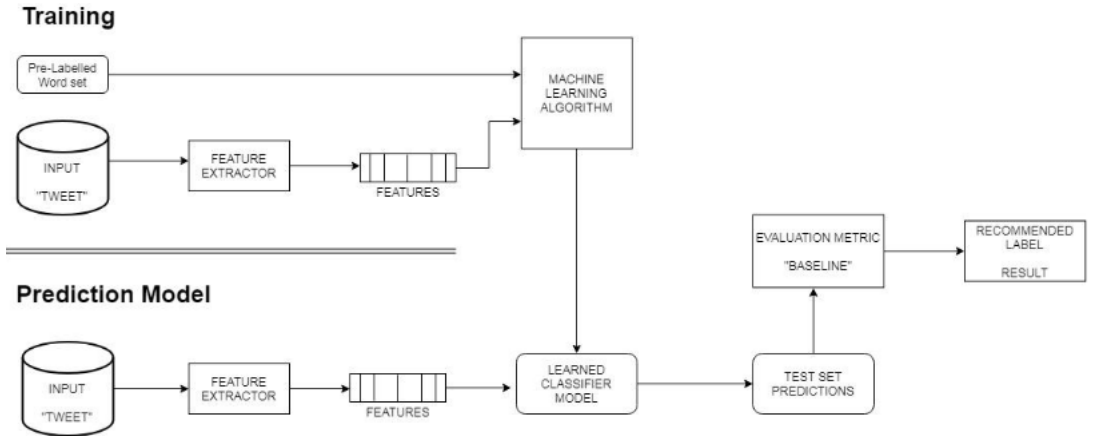 Training
Pre-Labelled
Word set
MACHINE
LEARNING
ALGORITHM
INPUT
"TWEET"
FEATURE
EXTRACTOR
FEATURES
EVALUATION METRIC
"BASELINE"
RECOMMENDED
LABEL
RESULT
Prediction Model
INPUT
"TWEET"
FEATURE
EXTRACTOR
FEATURES
LEARNED
CLASSIFIER
MODEL
TEST SET
PREDICTIONS